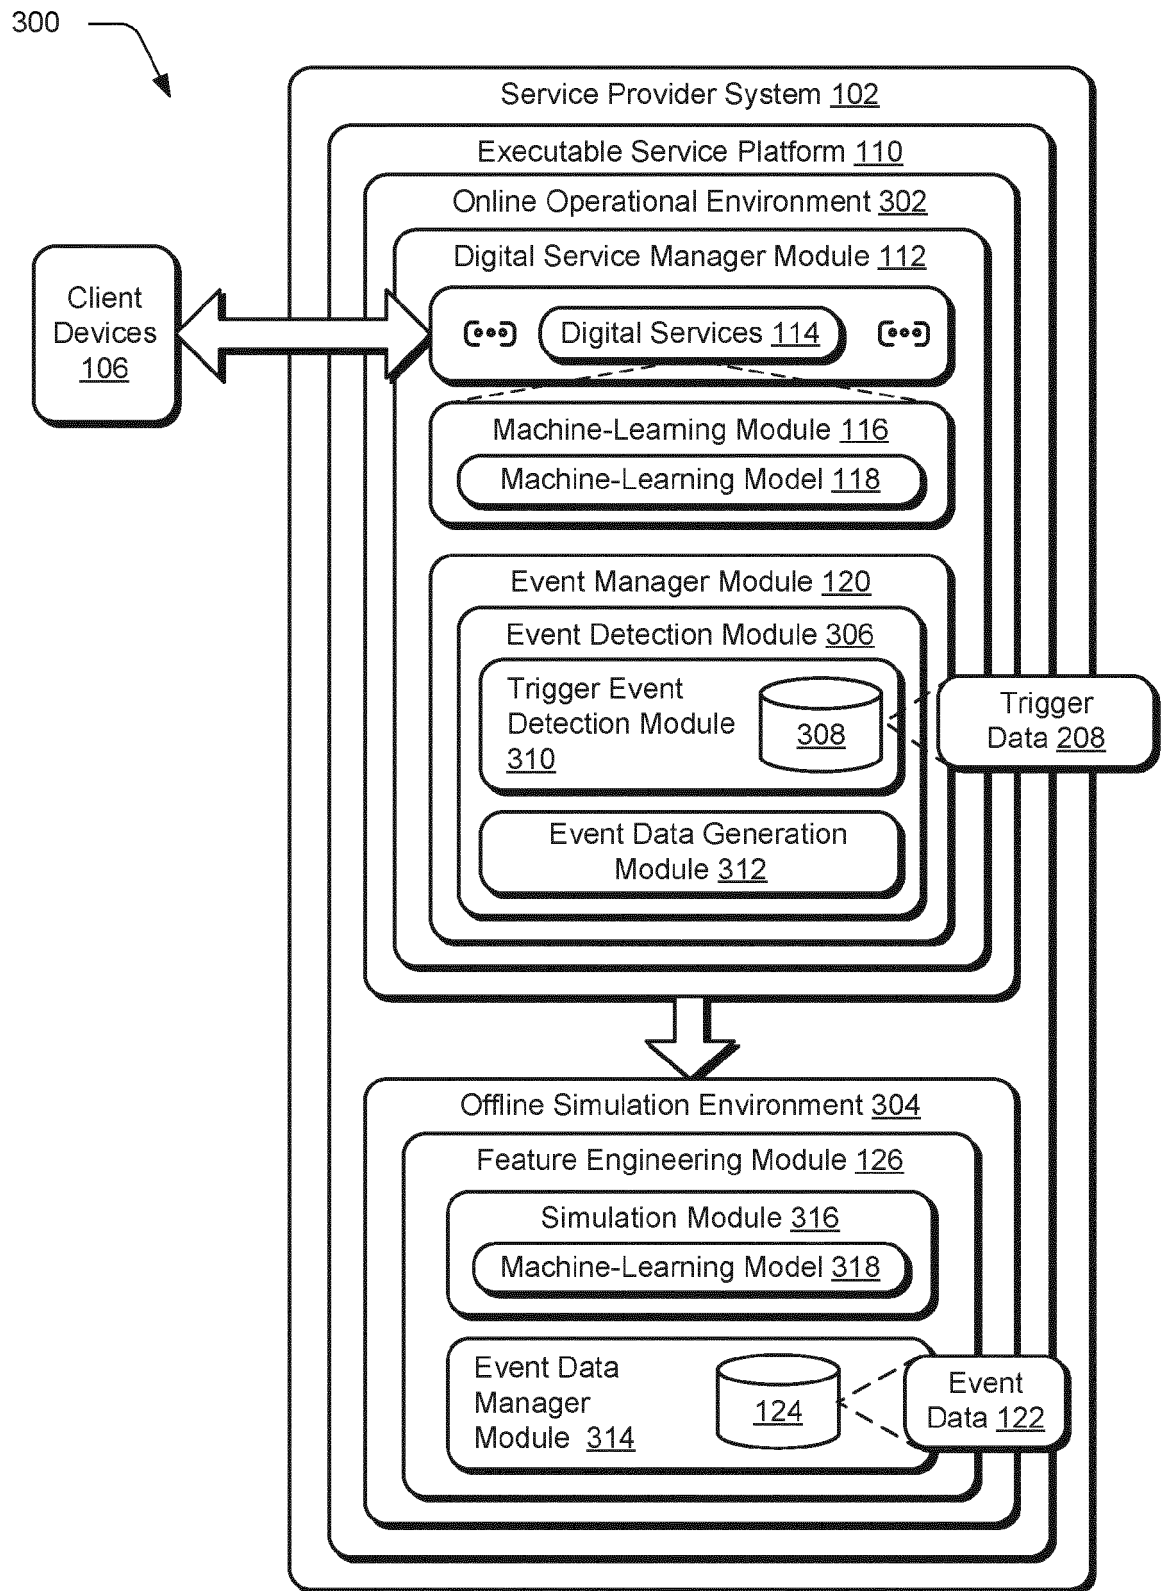 300
Service Provider System 102
Executable Service Platform 110
Online Operational Environment 302
Digital Service Manager Module 112
Client
Devices
106
Digital Services 114
Machine-Learning Module 116
Machine-Learning Model 118
Event Manager Module 120
Event Detection Module 306
Trigger Event
Detection Module
310
308
Trigger
Data 208
Event Data Generation
Module 312
Offline Simulation Environment 304
Feature Engineering Module 126
Simulation Module 316
Machine-Learning Model 318
Event Data
Manager
Module 314
124
Event
Data 122